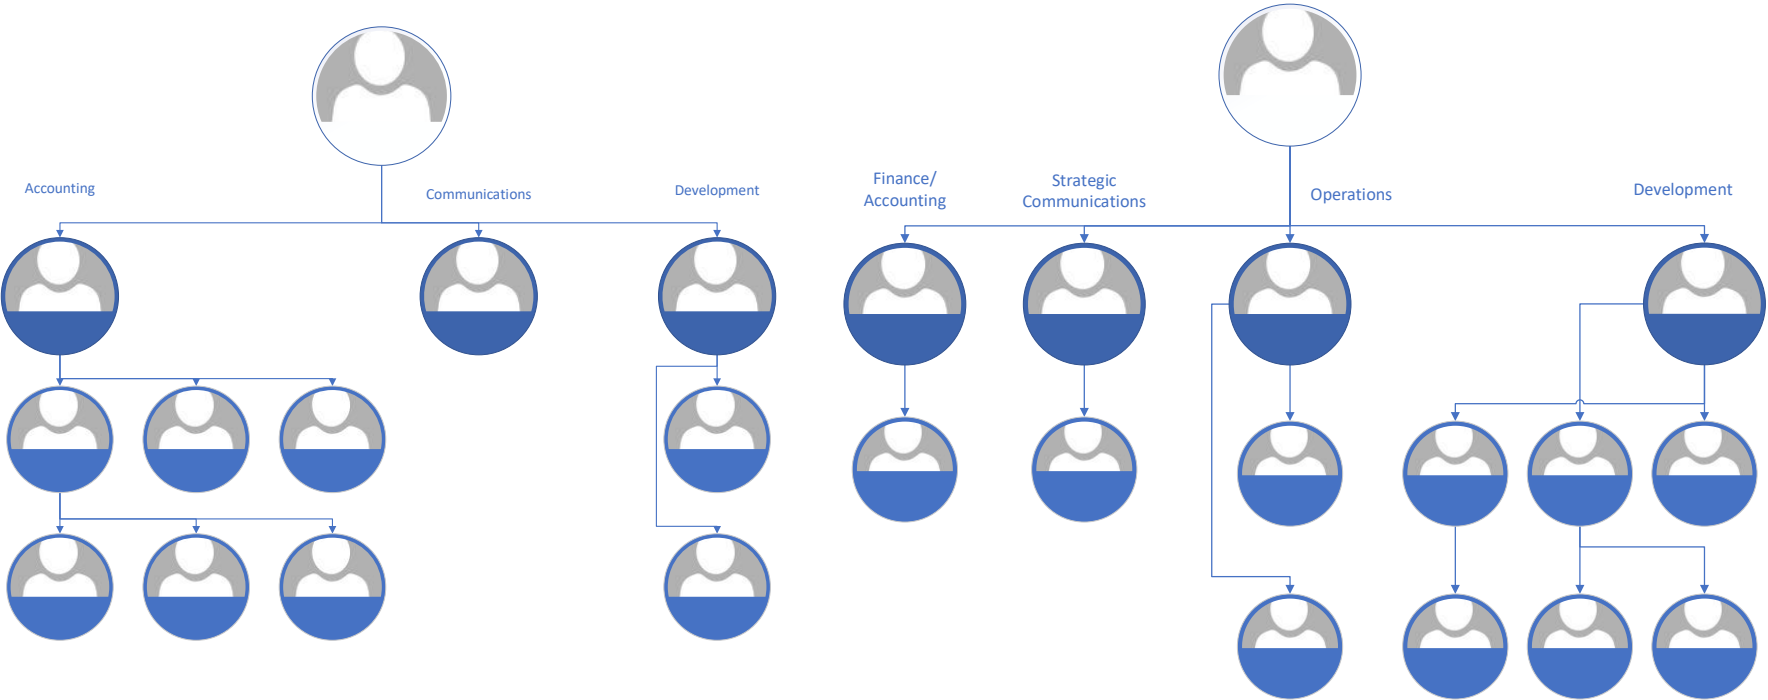 Accounting
Communications
Development
Finance/
Accounting
Strategic
Communications
Operations
Development